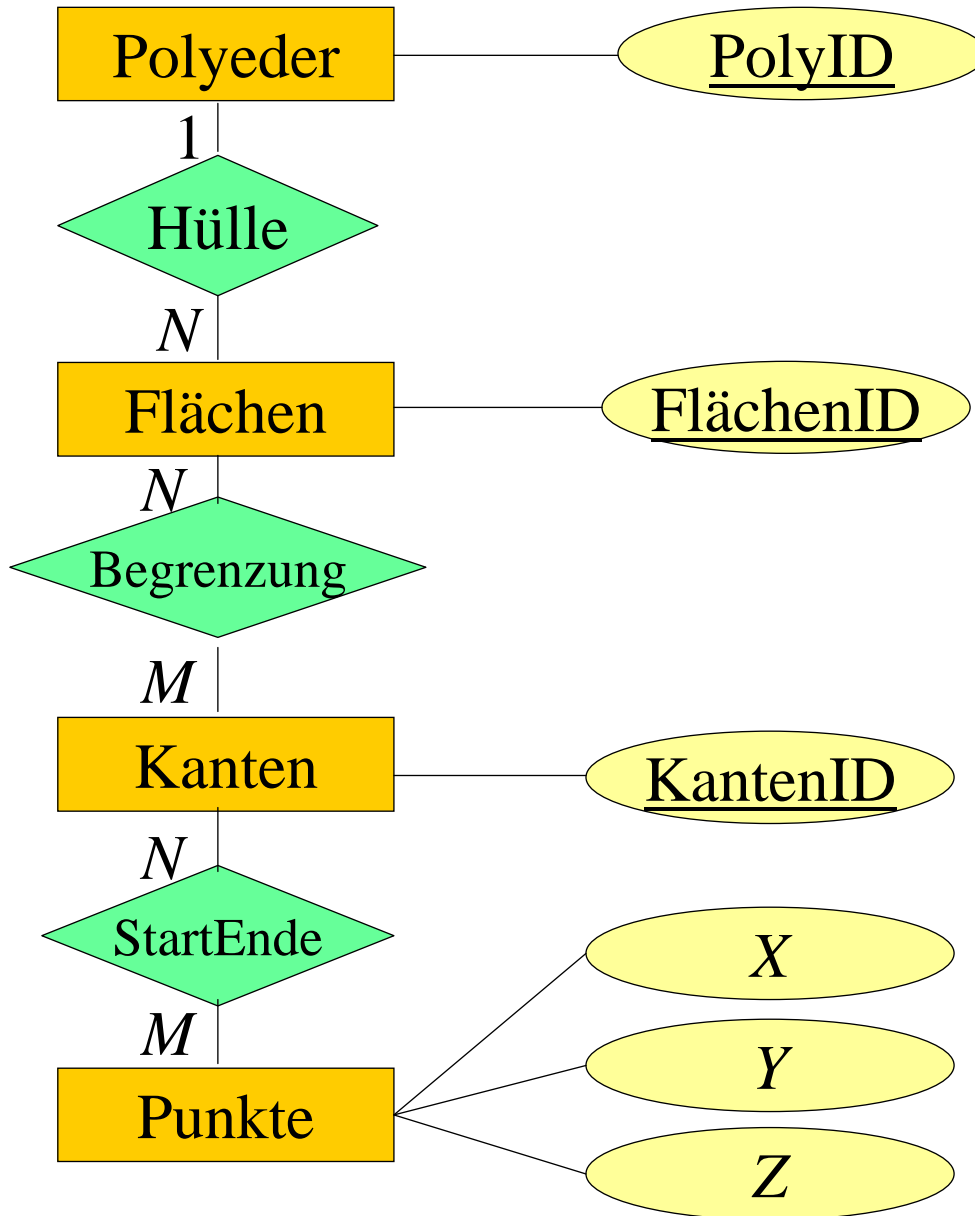 Polyeder
PolyID
1
Hülle
N
Flächen
FlächenID
N
Begrenzung
M
Kanten
KantenID
N
StartEnde
X
M
Y
Punkte
Z